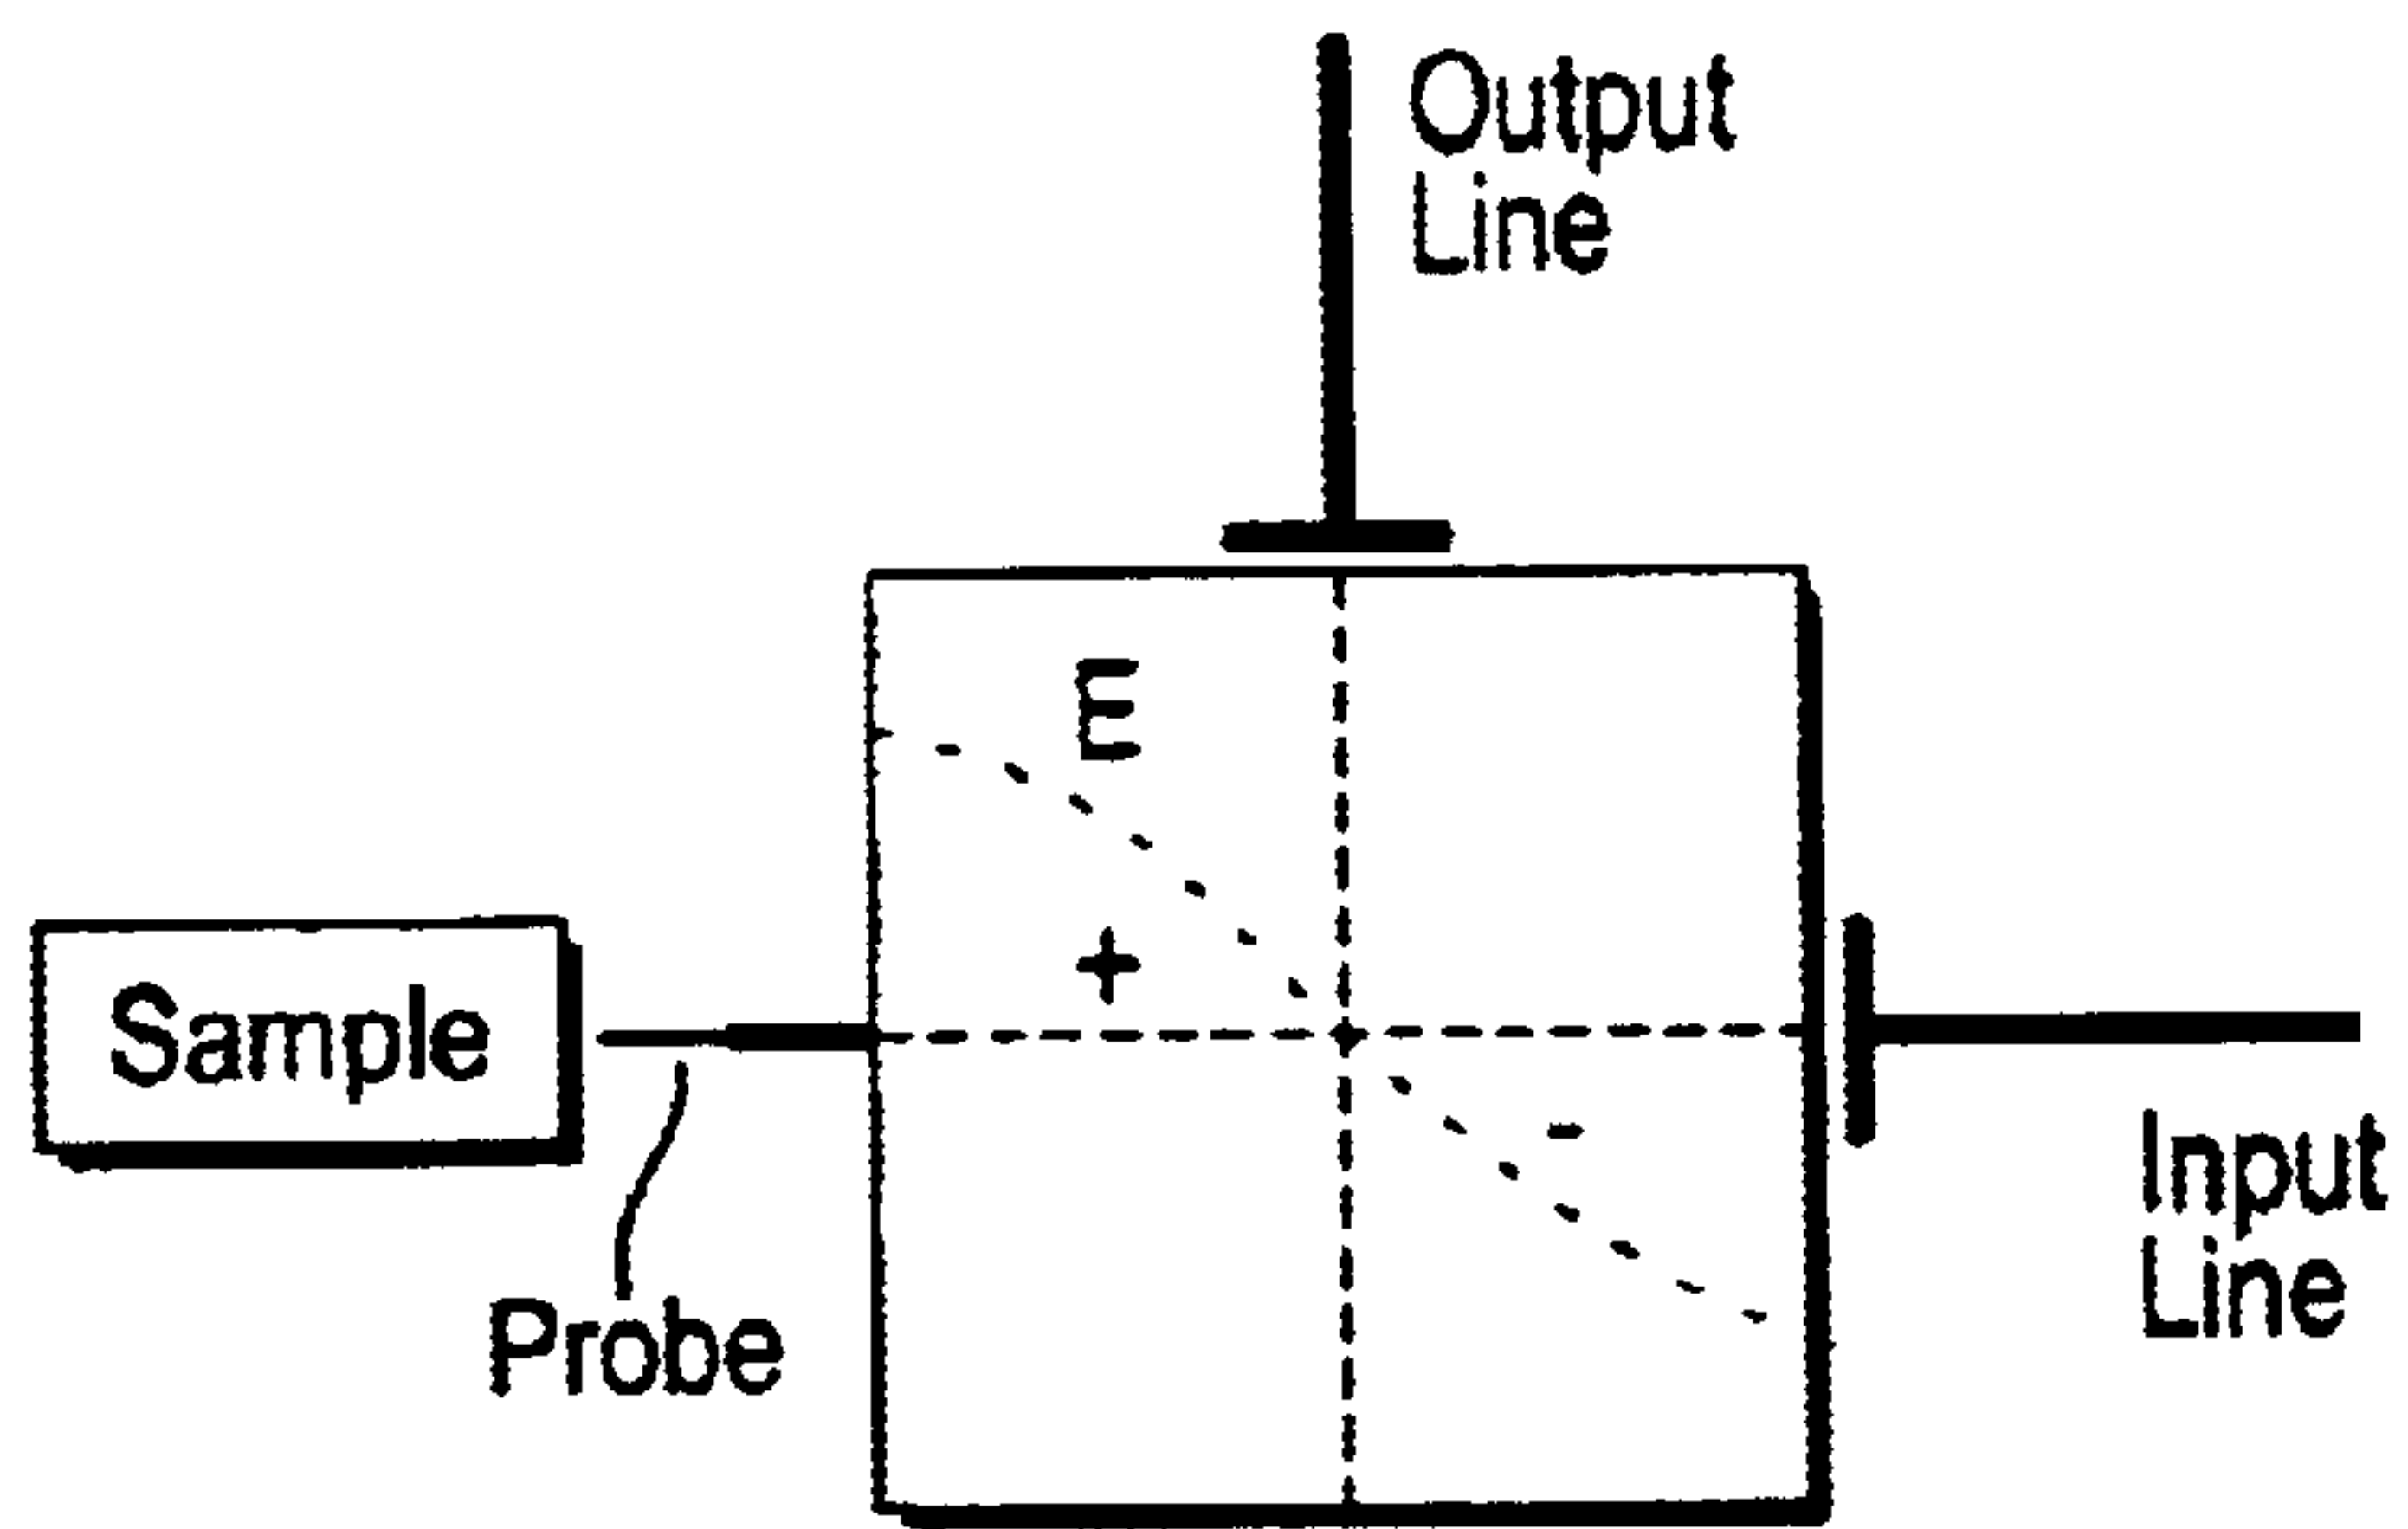 Output
Line
E
+
Sample
-
Input
Line
Probe